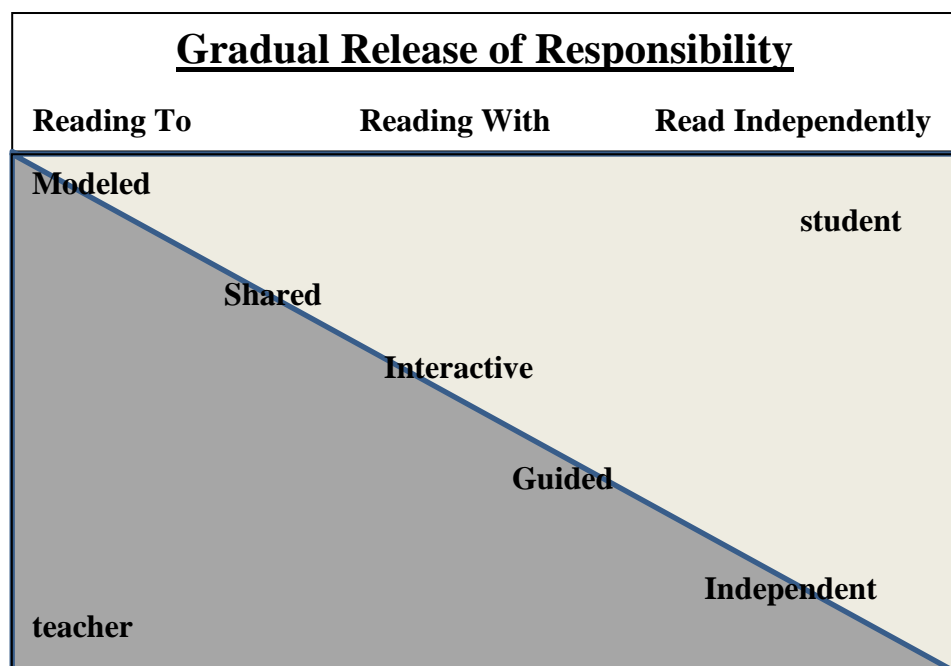 Gradual Release of Responsibility
Reading To Reading With Read Independently
Modeled
student
Shared
Interactive
Guided
Independent
teacher